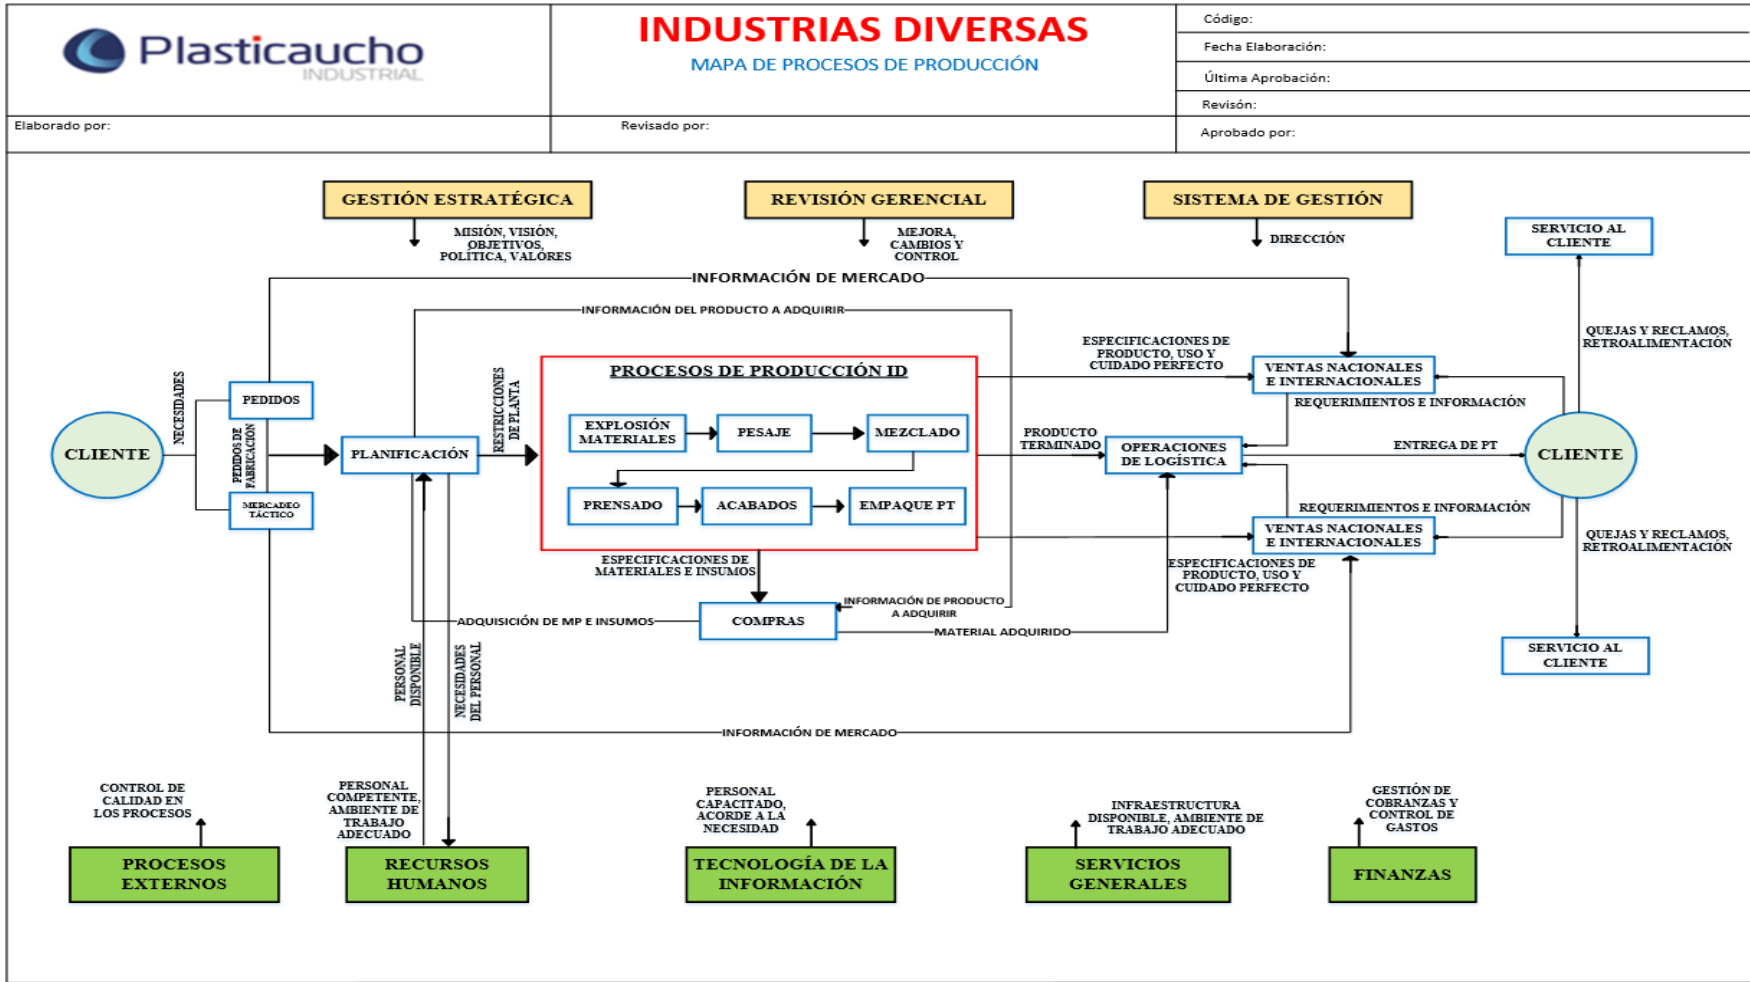 Plasticaucho
INDUSTRIAL
INDUSTRIAS DIVERSAS
MAPA DE PROCESOS DE PRODUCCIÓN
Código:
Fecha Elaboración:
Última Aprobación:
Revisón:
Elaborado por:
Revisado por:
Aprobado por:
GESTIÓN ESTRATÉGICA
REVISIÓN GERENCIAL
SISTEMA DE GESTIÓN
MISIÓN, VISIÓN,
OBJETIVOS,
POLÍTICA, VALORES
MEJORA,
CAMBIOS Y
CONTROL
DIRECCIÓN
SERVICIO AL
CLIENTE
INFORMACIÓN DE MERCADO
INFORMACIÓN DEL PRODUCTO A ADQUIRIR
QUEJAS Y RECLAMOS,
RETROALIMENTACIÓN
ESPECIFICACIONES DE
PRODUCTO, USO Y
CUIDADO PERFECTO
NECESIDADES
PEDIDOS
PEDIDOS DE
FABRICACIÓN
RESTRICCIONES
DE PLANTA
PROCESOS DE PRODUCCIÓN ID
VENTAS NACIONALES
E INTERNACIONALES
REQUERIMIENTOS E INFORMACIÓN
EXPLOSIÓN
MATERIALES
PESAJE
MEZCLADO
PRODUCTO
TERMINADO
CLIENTE
PLANIFICACIÓN
OPERACIONES
DE LOGÍSTICA
ENTREGA DE PT
CLIENTE
MERCADEO
TÁCTICO
PRENSADO
ACABADOS
EMPAQUE PT
REQUERIMIENTOS E INFORMACIÓN
VENTAS NACIONALES
E INTERNACIONALES
QUEJAS Y RECLAMOS,
RETROALIMENTACIÓN
ESPECIFICACIONES DE
MATERIALES E INSUMOS
ESPECIFICACIONES DE
PRODUCTO, USO Y
CUIDADO PERFECTO
INFORMACIÓN DE PRODUCTO
A ADQUIRIR
ADQUISICIÓN DE MP E INSUMOS
COMPRAS
MATERIAL ADQUIRIDO
SERVICIO AL
CLIENTE
PERSONAL
DISPONIBLE
NECESIDADES
DEL PERSONAL
INFORMACIÓN DE MERCADO
CONTROL DE
CALIDAD EN
LOS PROCESOS
PERSONAL
COMPETENTE,
AMBIENTE DE
TRABAJO
ADECUADO
PERSONAL
CAPACITADO,
ACORDE A LA
NECESIDAD
INFRAESTRUCTURA
DISPONIBLE, AMBIENTE DE
TRABAJO ADECUADO
GESTIÓN DE
COBRANZAS Y
CONTROL DE
GASTOS
PROCESOS
EXTERNOS
RECURSOS
HUMANOS
TECNOLOGÍA DE LA
INFORMACIÓN
SERVICIOS
GENERALES
FINANZAS